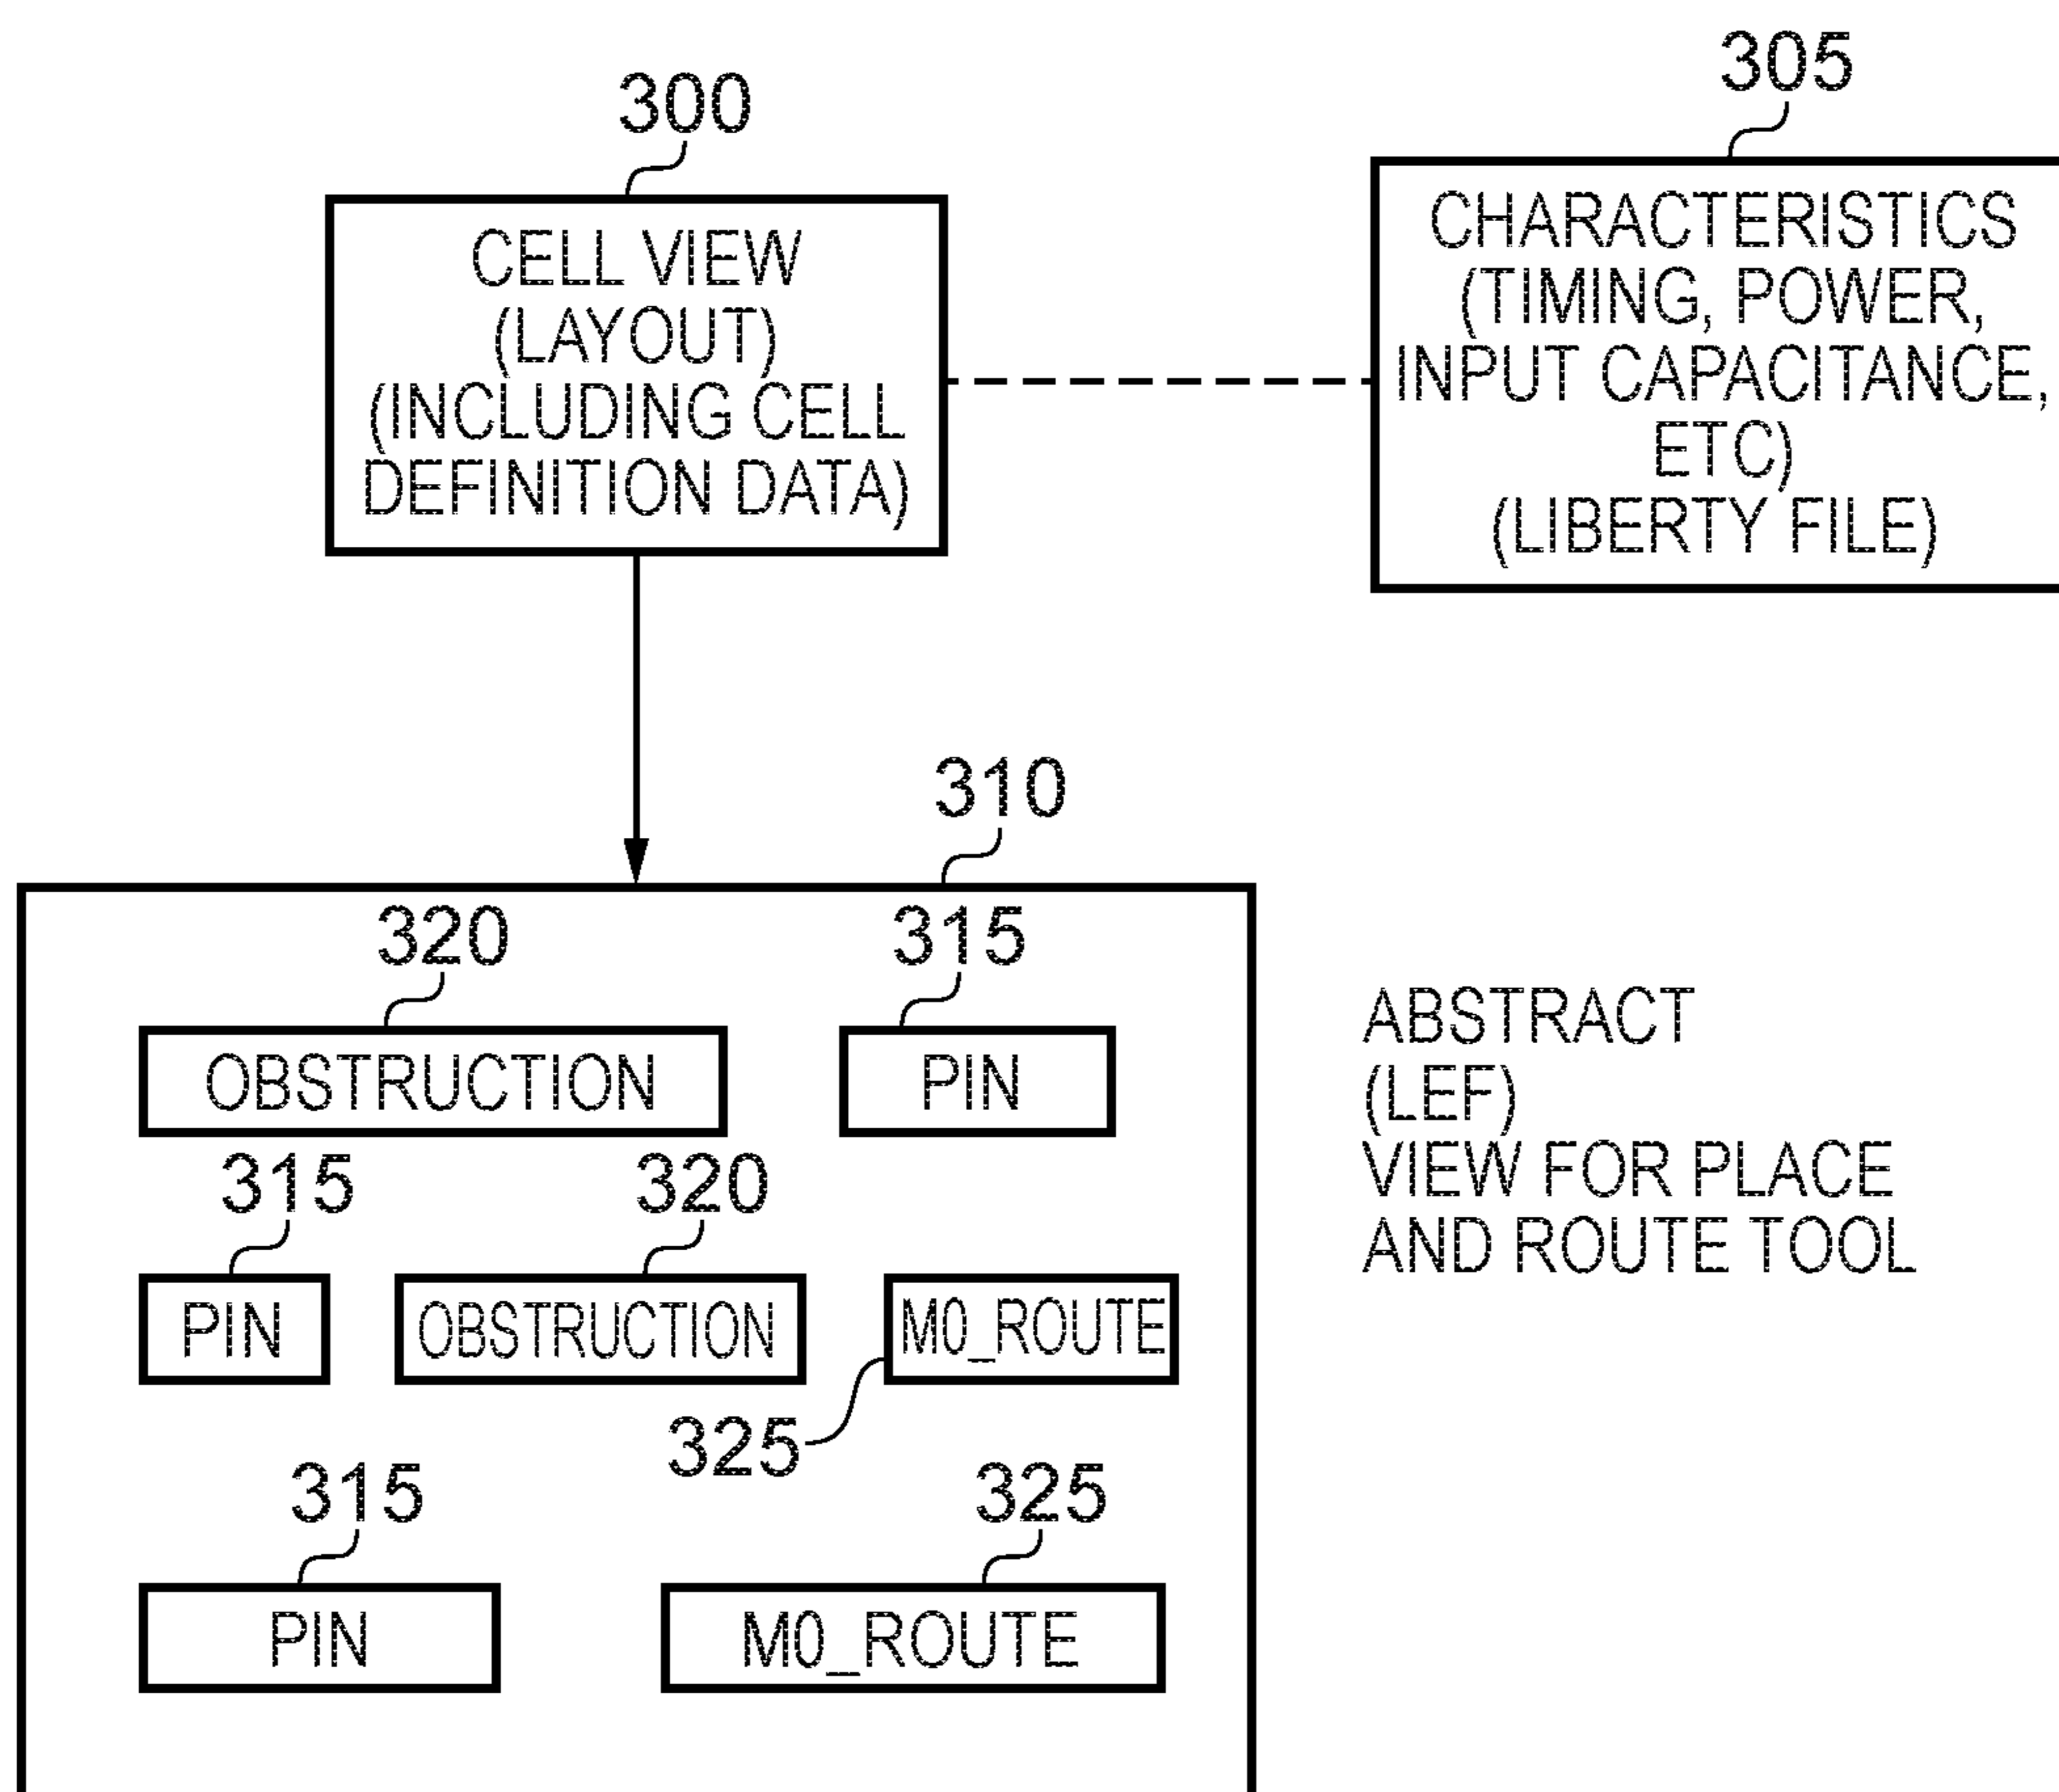 305
300
CELL VIEW
(LAYOUT)
(INCLUDING CELL
DEFINITION DATA)
CHARACTERISTICS
(TIMING, POWER,
INPUT CAPACITANCE,
ETC)
(LIBERTY FILE)
310
320
315
OBSTRUCTION
PIN
315
320
PIN
OBSTRUCTION
M0_ROUTE
325
315
325
PIN
M0_ROUTE
ABSTRACT
(LEF)
VIEW FOR PLACE
AND ROUTE TOOL